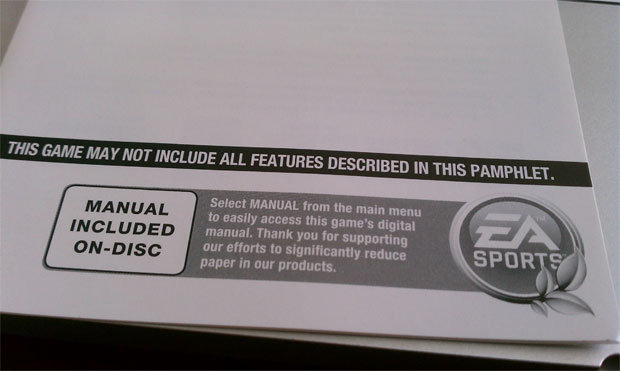 THIS GAME MAY NOT INCLUDE ALL FEATURES DESCRIBED IN THIS PAMPHLET.
MANUAL
INCLUDED
ON-DISC
Select MANUAL from the main menu
to easily access this game's digital
manual. Thank you for supporting
our efforts to significantly reduce
paper in our products.
EA™
SPORTS